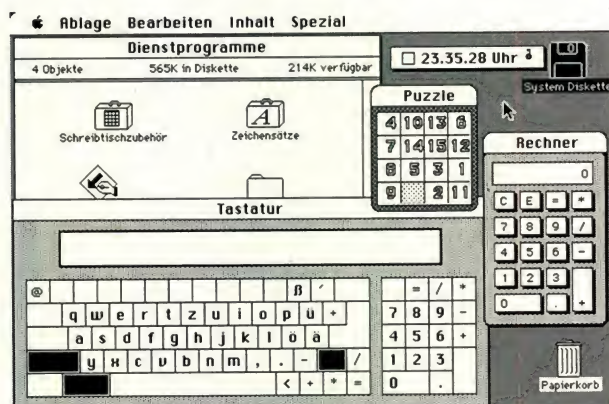 Ablage Bearbeiten Inhalt Spezial
Dienstprogramme
4 Objekte 565K in Diskette 214K verfügbar
Schreibtischzubehör
Zeichensätze
23.35.28 Uhr
System Diskette
Puzzle
4 10 13 6
7 14 15 12
8 5 3 1
9 2 11
Rechner
0
C E = *
7 8 9 /
4 5 6 -
1 2 3
0 . +
Tastatur
@ ß ´
q w e r t z u i o p ü +
a s d f g h j k l ö ä
y x c v b n m , . - /
< + * =
= / *
7 8 9 -
4 5 6 +
1 2 3
0 .
Papierkorb